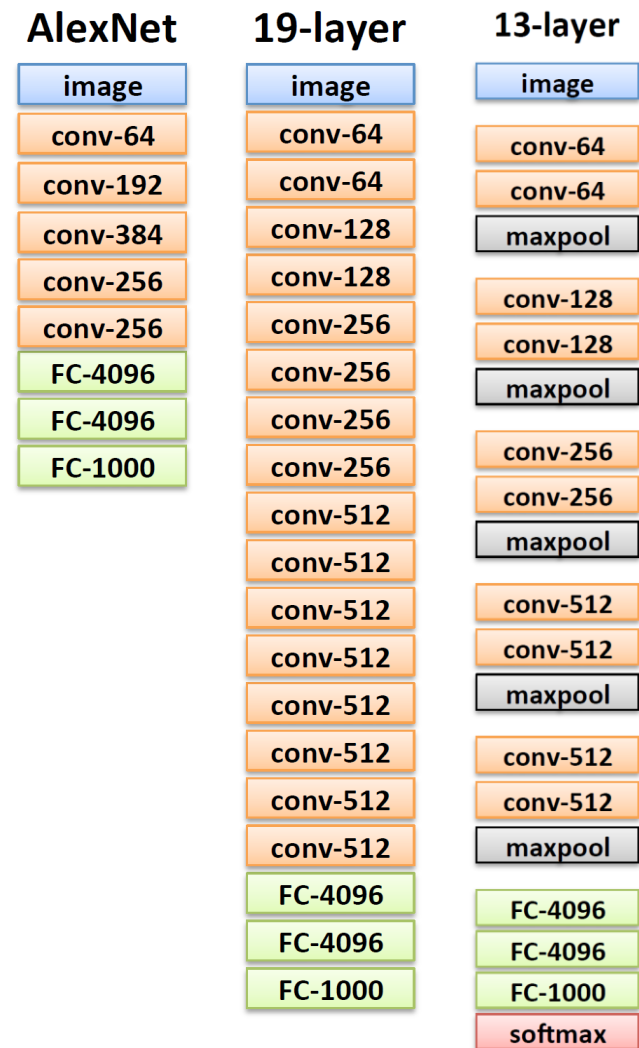 AlexNet
image
conv-64
conv-192
conv-384
conv-256
conv-256
FC-4096
FC-4096
FC-1000
19-layer
image
conv-64
conv-64
conv-128
conv-128
conv-256
conv-256
conv-256
conv-256
conv-512
conv-512
conv-512
conv-512
conv-512
conv-512
conv-512
conv-512
FC-4096
FC-4096
FC-1000
13-layer
image
conv-64
conv-64
maxpool
conv-128
conv-128
maxpool
conv-256
conv-256
maxpool
conv-512
conv-512
maxpool
conv-512
conv-512
maxpool
FC-4096
FC-4096
FC-1000
softmax